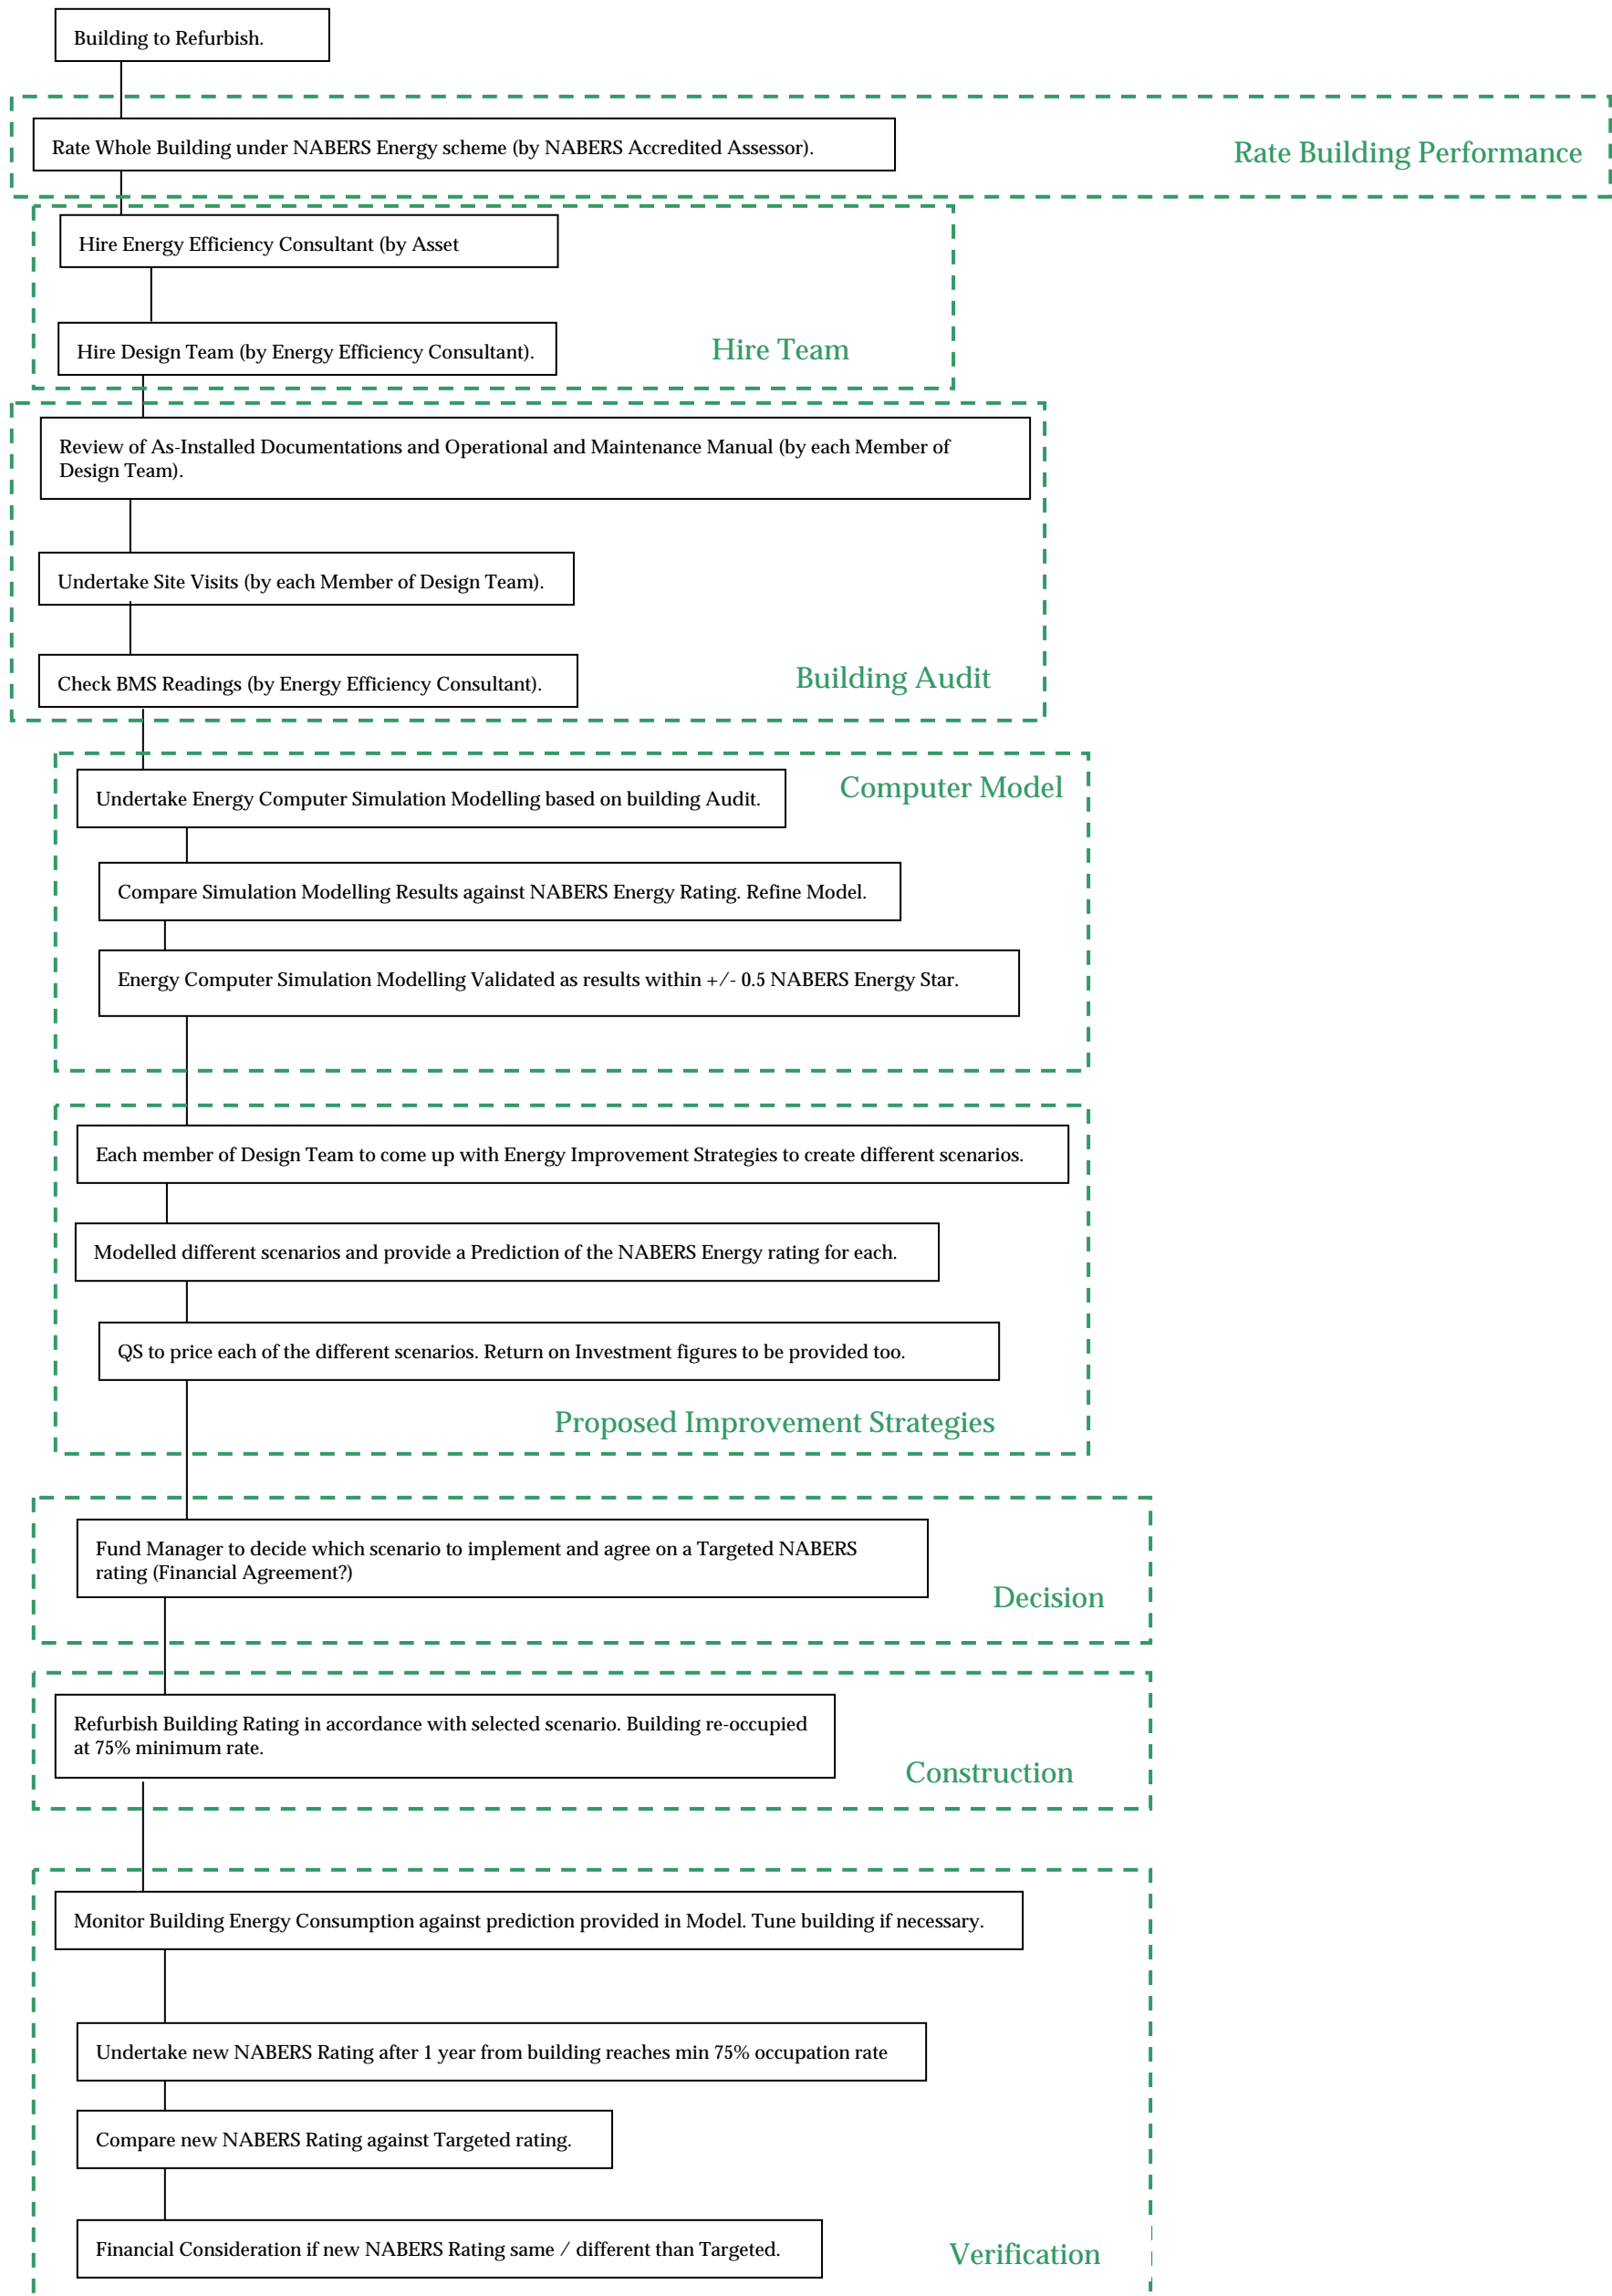 Building to Refurbish.
Rate Whole Building under NABERS Energy scheme (by NABERS Accredited Assessor).
Rate Building Performance
Hire Energy Efficiency Consultant (by Asset
Hire Design Team (by Energy Efficiency Consultant).
Hire Team
Review of As-Installed Documentations and Operational and Maintenance Manual (by each Member of
Design Team).
Undertake Site Visits (by each Member of Design Team).
Check BMS Readings (by Energy Efficiency Consultant).
Building Audit
Computer Model
Undertake Energy Computer Simulation Modelling based on building Audit.
Compare Simulation Modelling Results against NABERS Energy Rating. Refine Model.
Energy Computer Simulation Modelling Validated as results within +/- 0.5 NABERS Energy Star.
Each member of Design Team to come up with Energy Improvement Strategies to create different scenarios.
Modelled different scenarios and provide a Prediction of the NABERS Energy rating for each.
QS to price each of the different scenarios. Return on Investment figures to be provided too.
Proposed Improvement Strategies
Fund Manager to decide which scenario to implement and agree on a Targeted NABERS
rating (Financial Agreement?)
Decision
Refurbish Building Rating in accordance with selected scenario. Building re-occupied
at 75% minimum rate.
Construction
Monitor Building Energy Consumption against prediction provided in Model. Tune building if necessary.
Undertake new NABERS Rating after 1 year from building reaches min 75% occupation rate
Compare new NABERS Rating against Targeted rating.
Financial Consideration if new NABERS Rating same / different than Targeted.
Verification